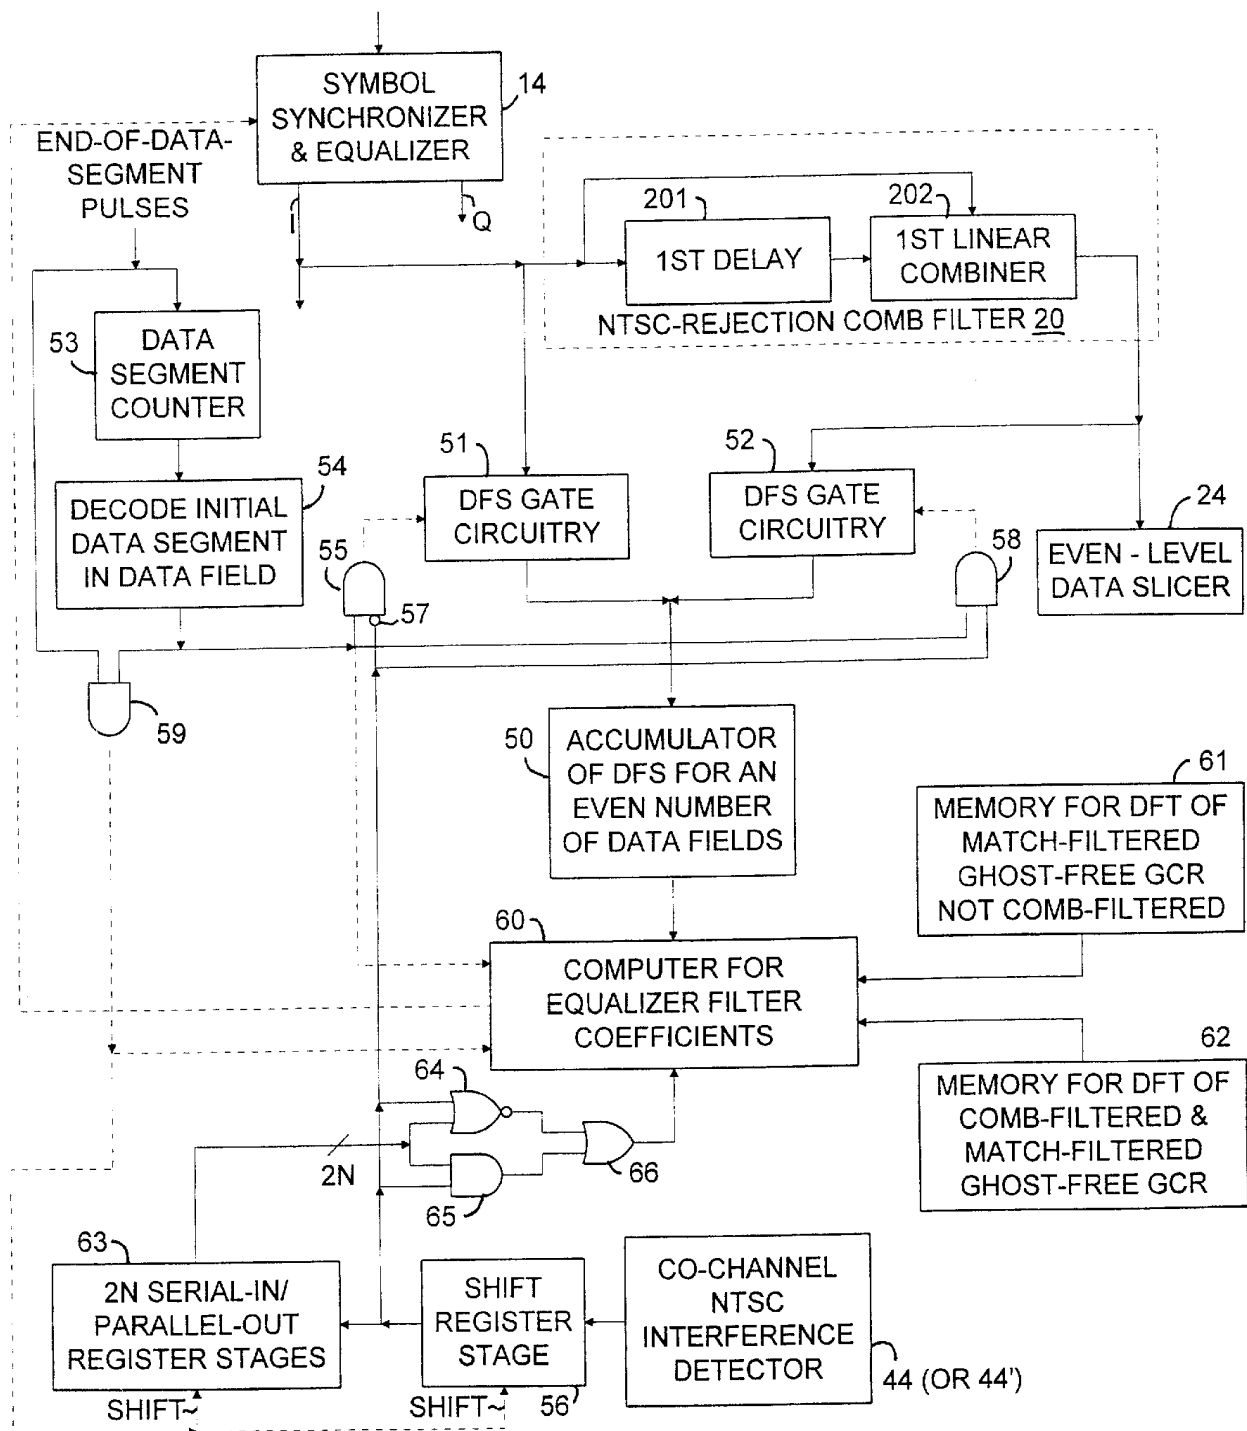 SYMBOL
SYNCHRONIZER
& EQUALIZER
14
END-OF-DATA-
SEGMENT
PULSES
I
Q
201
1ST DELAY
202
1ST LINEAR
COMBINER
NTSC-REJECTION COMB FILTER 20
53
DATA
SEGMENT
COUNTER
54
DECODE INITIAL
DATA SEGMENT
IN DATA FIELD
51
DFS GATE
CIRCUITRY
52
DFS GATE
CIRCUITRY
24
EVEN - LEVEL
DATA SLICER
55
57
58
59
50
ACCUMULATOR
OF DFS FOR AN
EVEN NUMBER
OF DATA FIELDS
61
MEMORY FOR DFT OF
MATCH-FILTERED
GHOST-FREE GCR
NOT COMB-FILTERED
60
COMPUTER FOR
EQUALIZER FILTER
COEFFICIENTS
62
MEMORY FOR DFT OF
COMB-FILTERED &
MATCH-FILTERED
GHOST-FREE GCR
64
2N
65
66
63
2N SERIAL-IN/
PARALLEL-OUT
REGISTER STAGES
SHIFT
SHIFT
REGISTER
STAGE
56
SHIFT
CO-CHANNEL
NTSC
INTERFERENCE
DETECTOR
44 (OR 44')